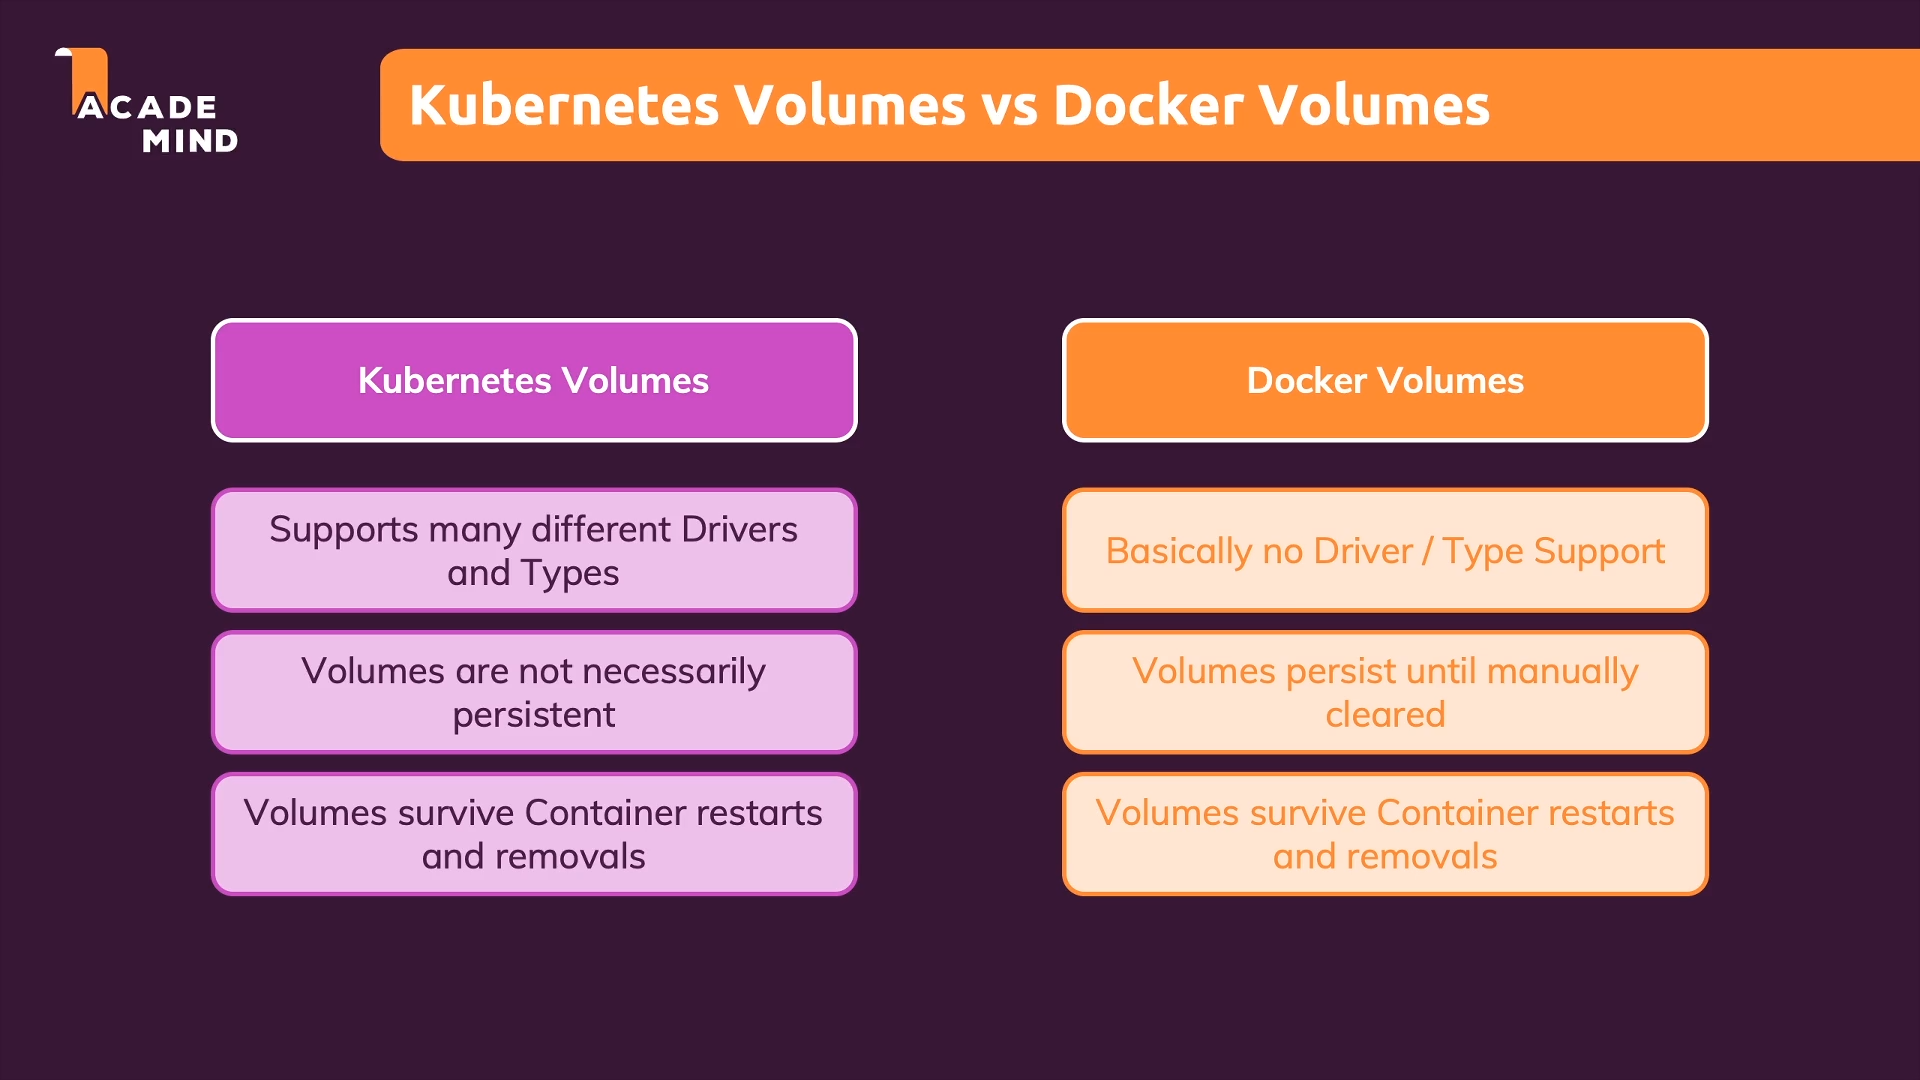 ACADE
MIND
Kubernetes Volumes vs Docker Volumes
Kubernetes Volumes
Supports many different Drivers
and Types
Volumes are not necessarily
persistent
Volumes survive Container restarts
and removals
Docker Volumes
Basically no Driver / Type Support
Volumes persist until manually
cleared
Volumes survive Container restarts
and removals